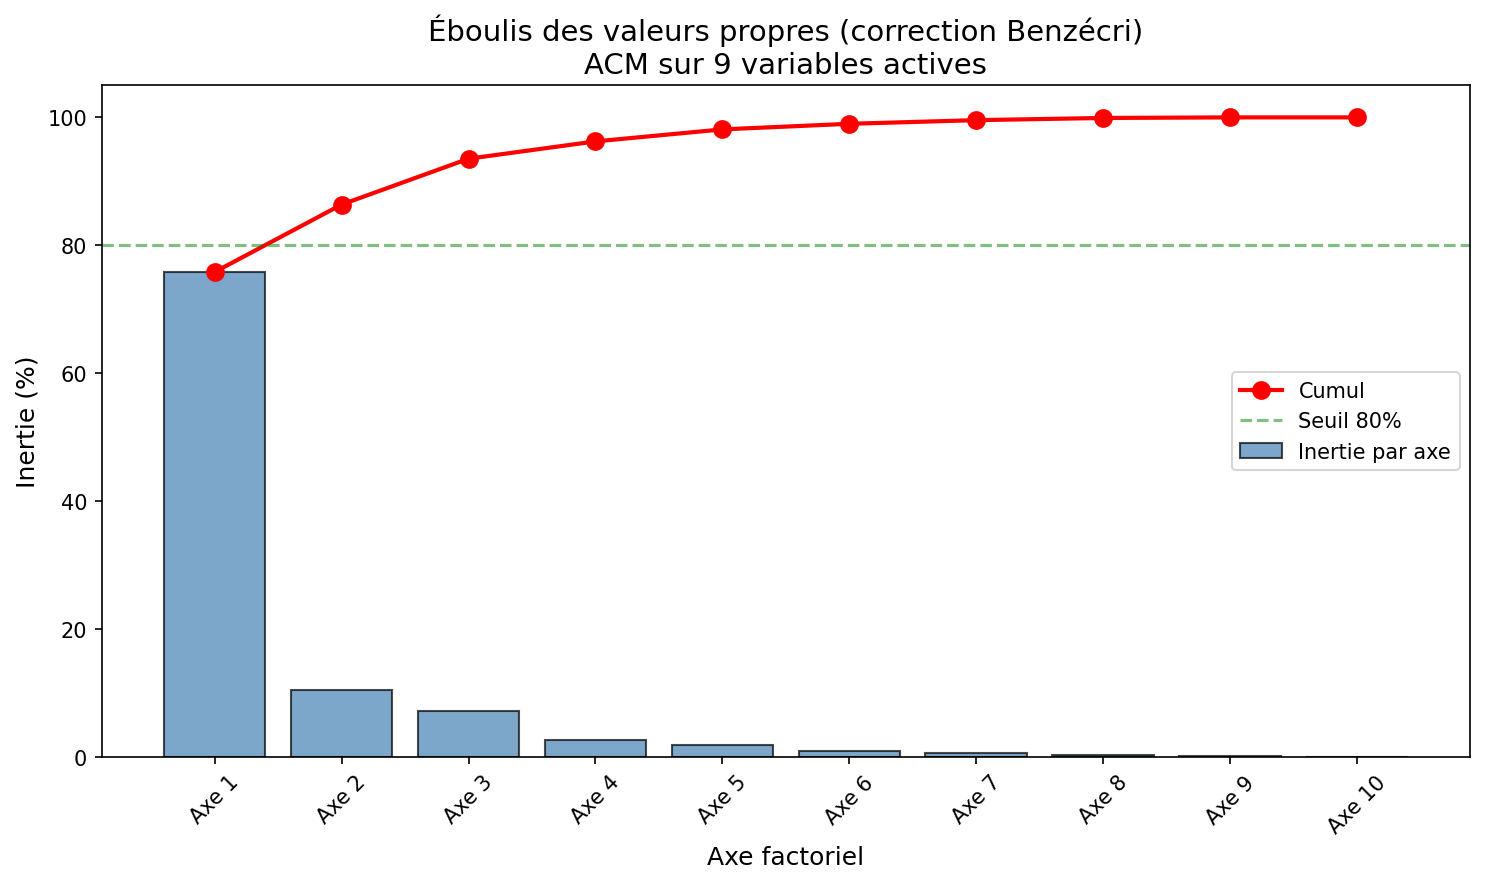 Éboulis des valeurs propres (correction Benzécri)
ACM sur 9 variables actives
Inertie (%)
100
80
60
40
20
0
Cumul
Seuil 80%
Inertie par axe
Axe 1
Axe 2
Axe 3
Axe 4
Axe 5
Axe 6
Axe 7
Axe 8
Axe 9
Axe 10
Axe factoriel